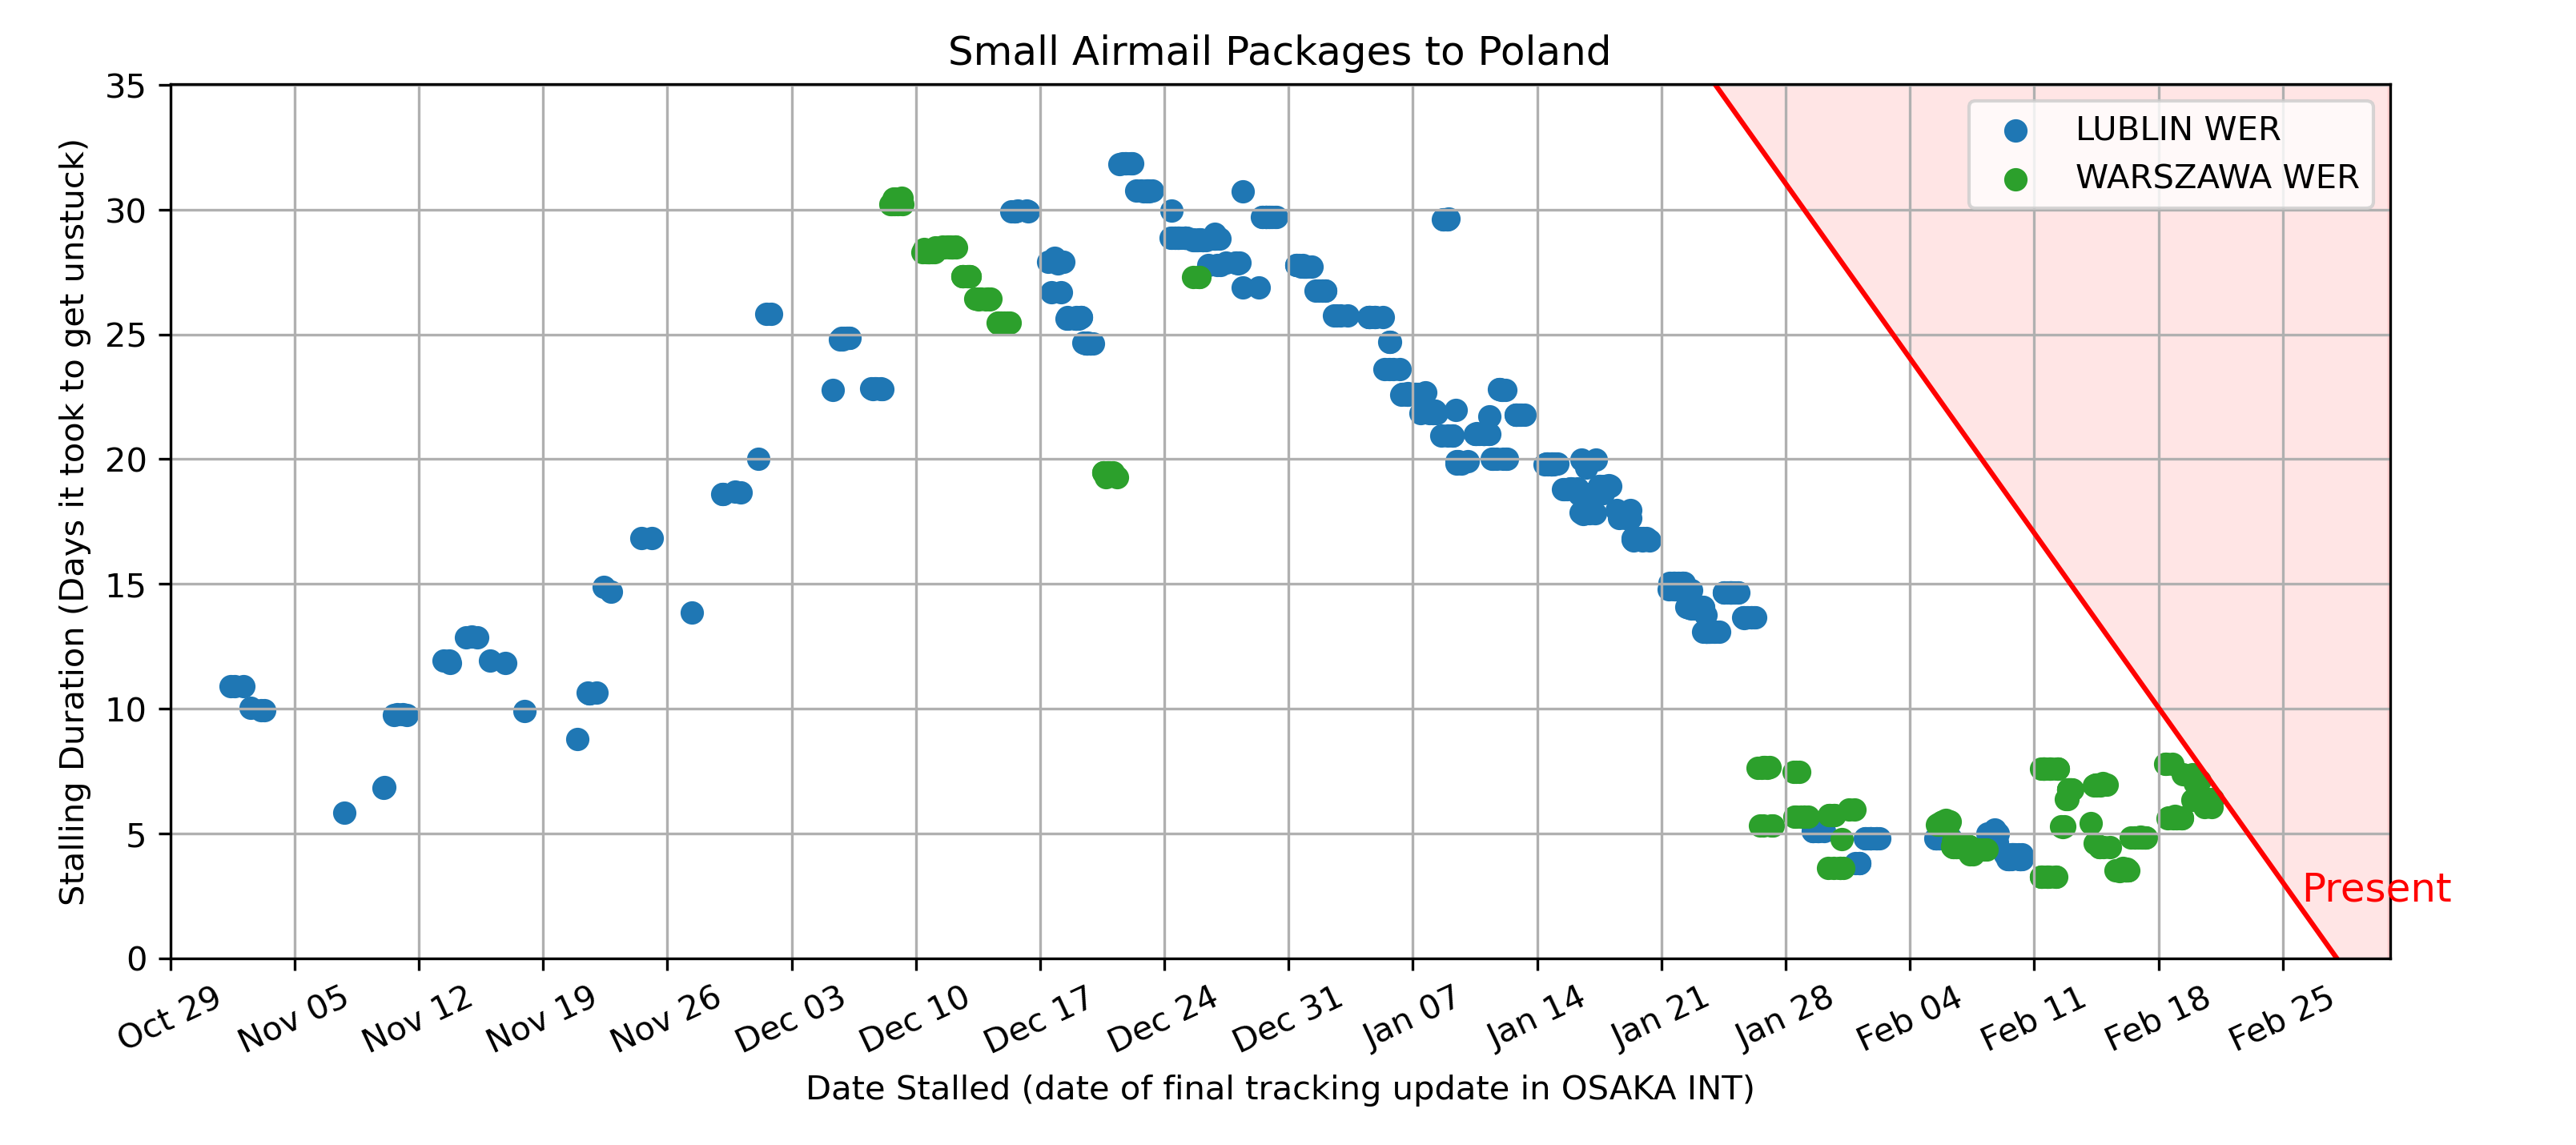 Small Airmail Packages to Poland
35
30
25
20
15
10
5
0
Stalling Duration (Days it took to get unstuck)
LUBLIN WER
WARSZAWA WER
Present
Oct 29
Nov 05
Nov 12
Nov 19
Nov 26
Dec 03
Dec 10
Dec 17
Dec 24
Dec 31
Jan 07
Jan 14
Jan 21
Jan 28
Feb 04
Feb 11
Feb 18
Feb 25
Date Stalled (date of final tracking update in OSAKA INT)